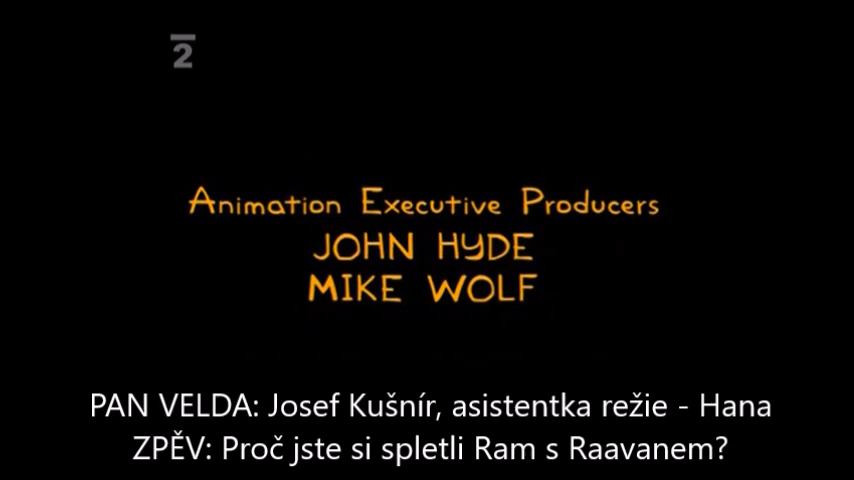 2
Animation Executive Producers
JOHN HYDE
MIKE WOLF
PAN VELDA: Josef Kušnír, asistentka režie - Hana
ZPĚV: Proč jste si spletli Ram s Raavanem?